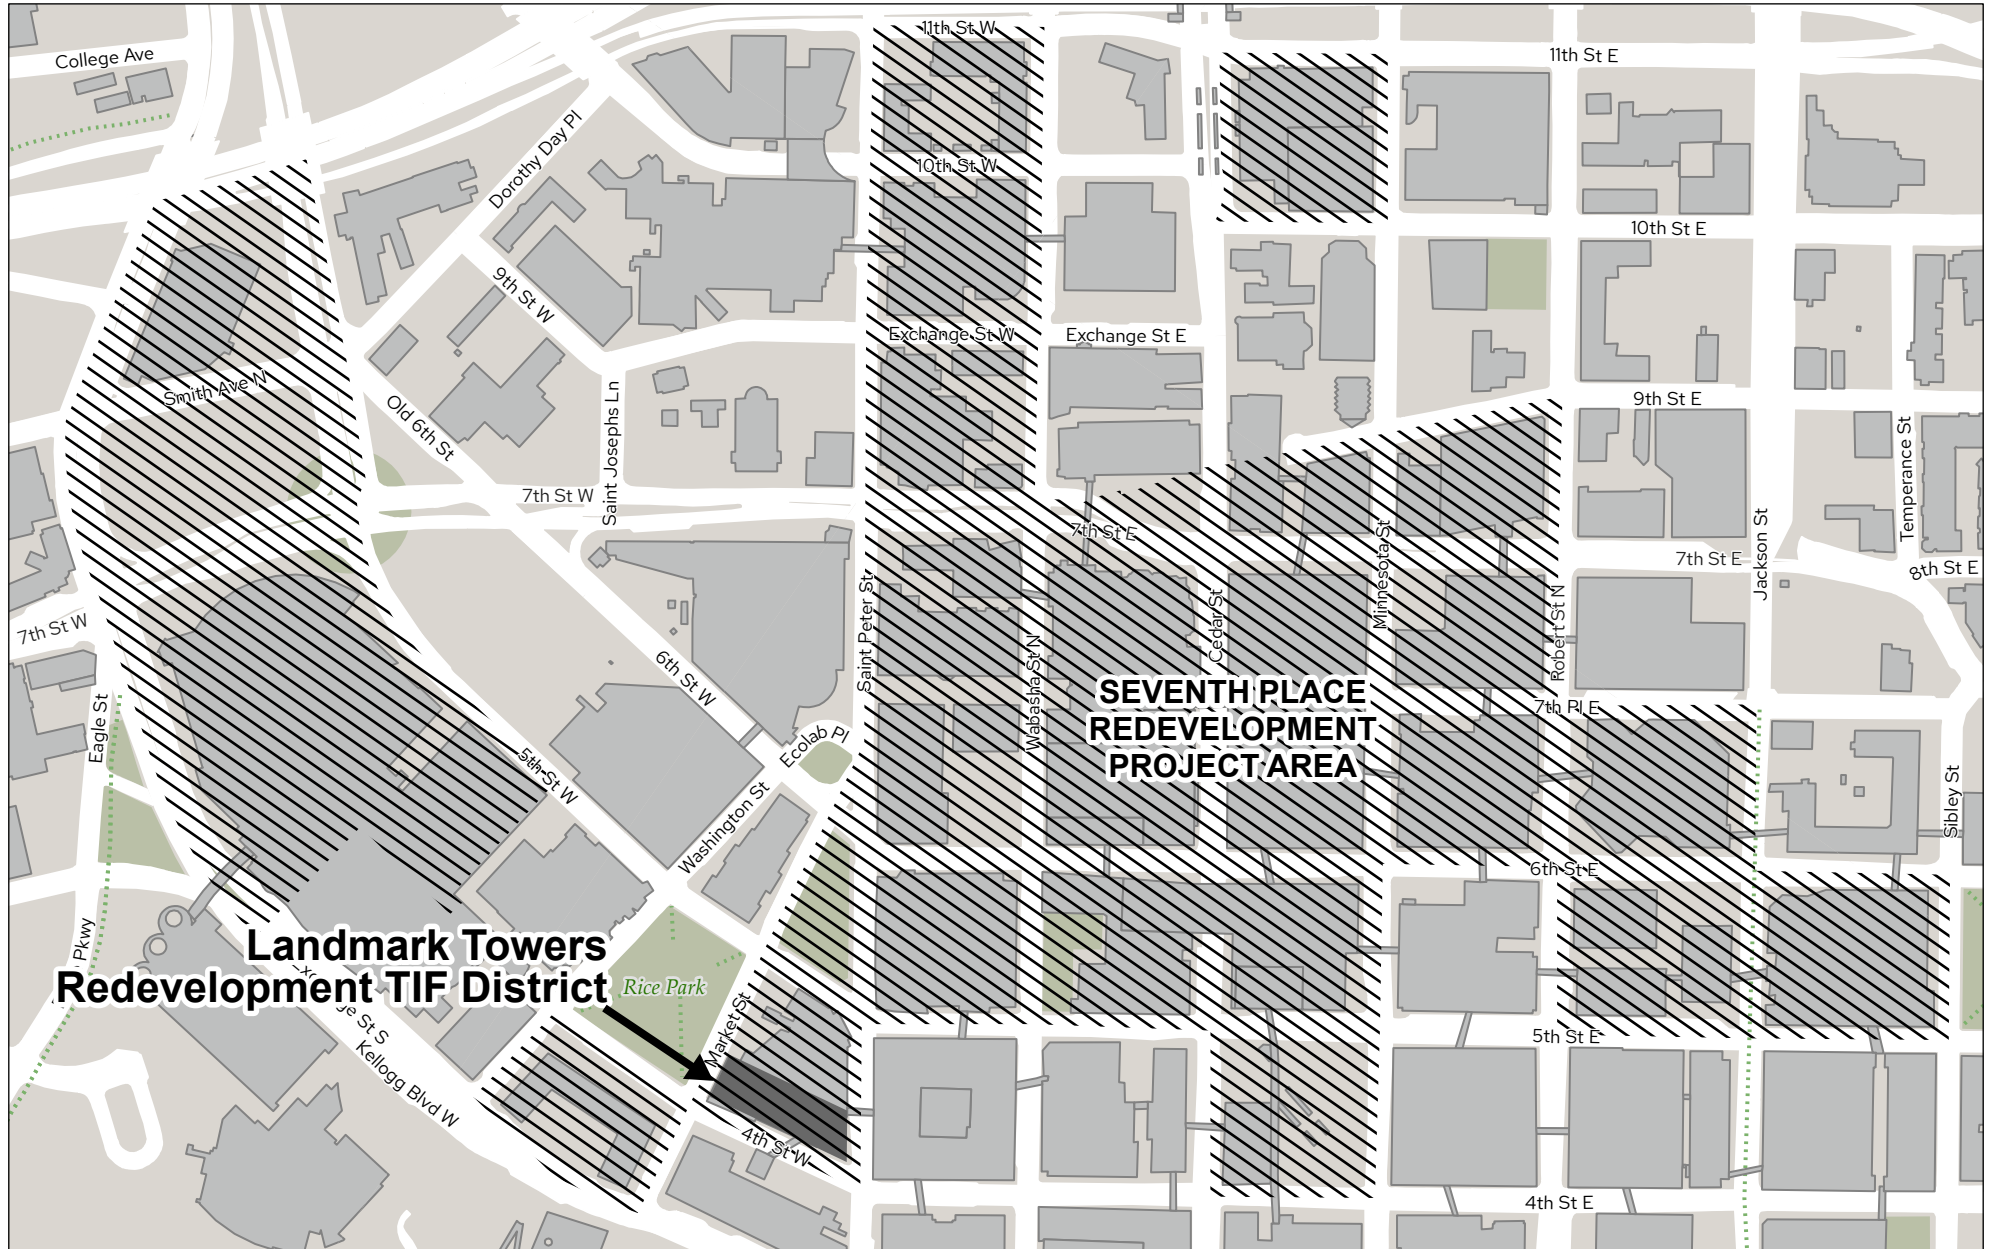 11th St W
College Ave
11th St E
Dorothy Day Pl
10th St W
10th St E
9th St W
Exchange St W
Exchange St E
Smith Ave N
Old 6th St
Saint Josephs Ln
9th St E
Temperance St
7th St W
7th St E
Minnesota St
Jackson St
7th St E
8th St E
7th St W
Saint Peter St
Cedar St
Robert St N
6th St W
Wabasha St N
SEVENTH PLACE
REDEVELOPMENT
PROJECT AREA
7th Pl E
Eagle St
5th St W
Ecolab Pl
Washington St
Sibley St
6th St E
Pkwy
Landmark Towers
Redevelopment TIF District
Rice Park
Market St
ge St S
Kellogg Blvd W
5th St E
4th St W
4th St E